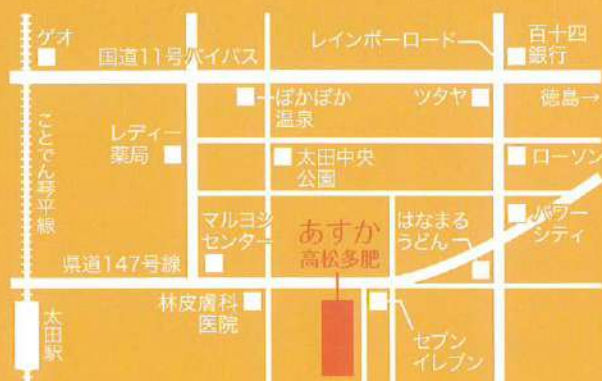 ゲオ
国道11号バイパス
レインボーロード
百十四
銀行
ぽかぽか
温泉
ツタヤ
徳島→
ことでん琴平線
レディー
薬局
太田中央
公園
ローソン
マルヨシ
センター
あすか
高松多肥
はなまる
うどん
パワー
シティ
県道147号線
林皮膚科
医院
セブン
イレブン
太田駅